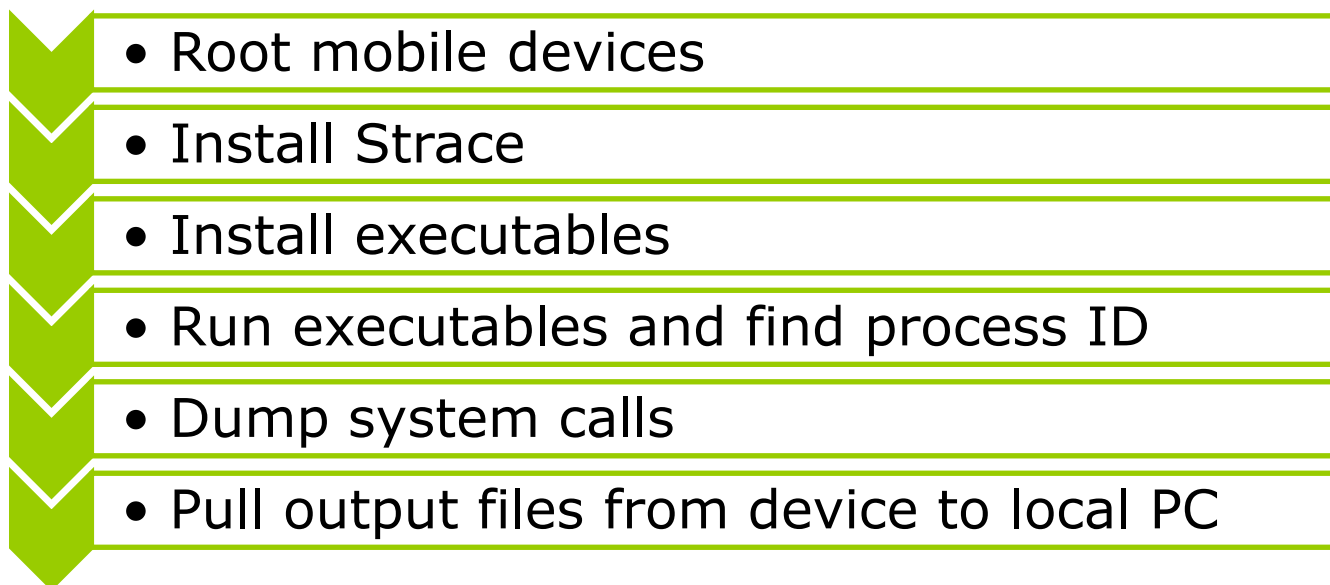 • Root mobile devices
• Install Strace
• Install executables
• Run executables and find process ID
• Dump system calls
• Pull output files from device to local PC